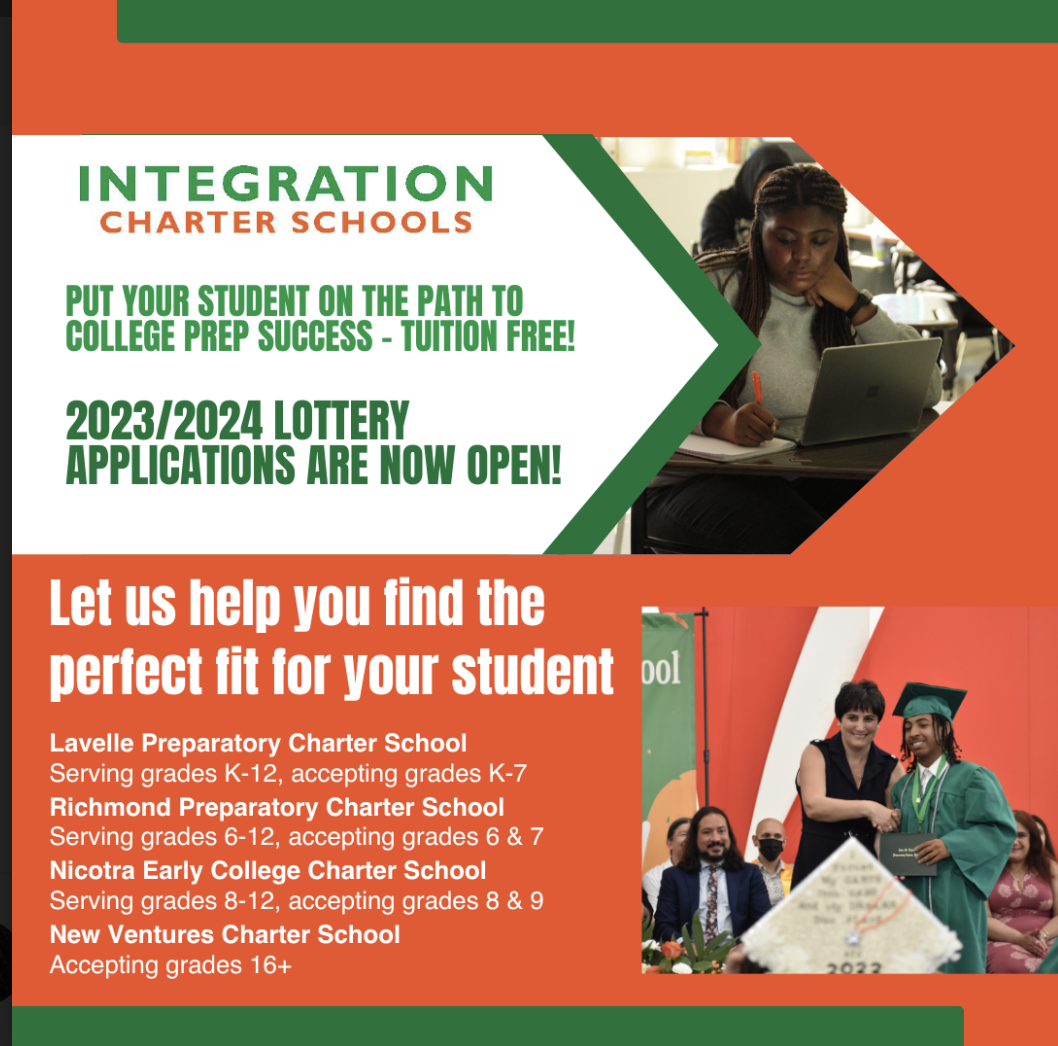 INTEGRATION
CHARTER SCHOOLS
PUT YOUR STUDENT ON THE PATH TO
COLLEGE PREP SUCCESS - TUITION FREE!
2023/2024 LOTTERY
APPLICATIONS ARE NOW OPEN!
Let us help you find the
perfect fit for your student
Lavelle Preparatory Charter School
Serving grades K-12, accepting grades K-7
Richmond Preparatory Charter School
Serving grades 6-12, accepting grades 6 & 7
Nicotra Early College Charter School
Serving grades 8-12, accepting grades 8 & 9
New Ventures Charter School
Accepting grades 16+
ool
2023